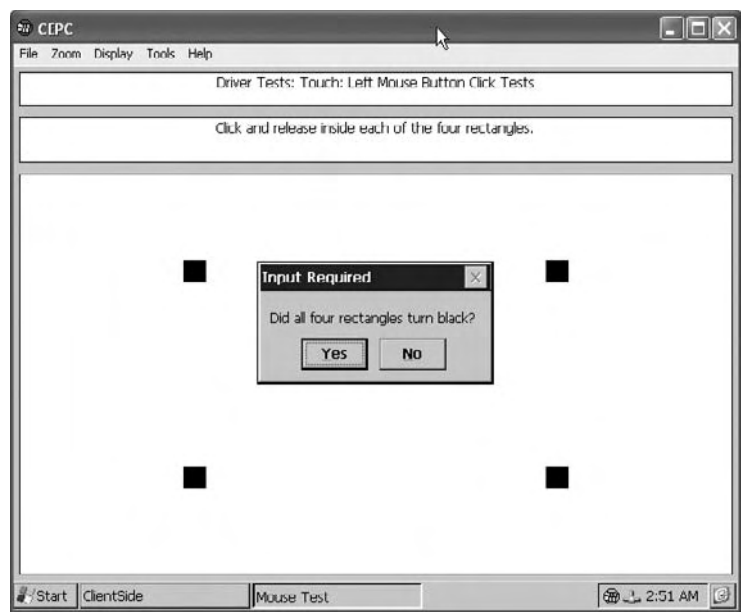 CEPC
File Zoom Display Tools Help
Driver Tests: Touch: Left Mouse Button Click Tests
Click and release inside each of the four rectangles.
Input Required
Did all four rectangles turn black?
Yes No
Start ClientSide Mouse Test 2:51 AM